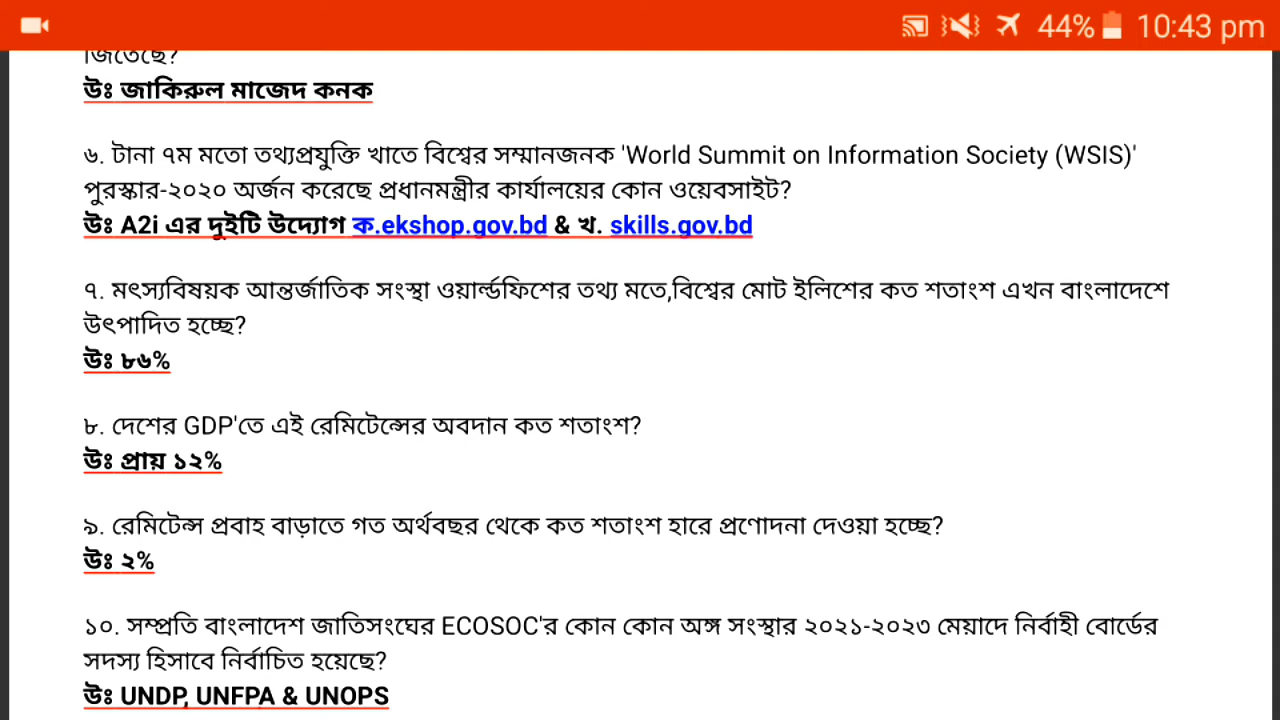 44% 10:43 pm
জিতেছে?
উঃ জাকিরুল মাজেদ কনক
৬. টানা ৭ম মতো তথ্যপ্রযুক্তি খাতে বিশ্বের সম্মানজনক 'World Summit on Information Society (WSIS)'
পুরস্কার-২০২০ অর্জন করেছে প্রধানমন্ত্রীর কার্যালয়ের কোন ওয়েবসাইট?
উঃ A2i এর দুইটি উদ্যোগ ক.ekshop.gov.bd & খ. skills.gov.bd
৭. মৎস্যবিষয়ক আন্তর্জাতিক সংস্থা ওয়ার্ল্ডফিশের তথ্য মতে,বিশ্বের মোট ইলিশের কত শতাংশ এখন বাংলাদেশে
উৎপাদিত হচ্ছে?
উঃ ৮৬%
৮. দেশের GDP'তে এই রেমিটেন্সের অবদান কত শতাংশ?
উঃ প্রায় ১২%
৯. রেমিটেন্স প্রবাহ বাড়াতে গত অর্থবছর থেকে কত শতাংশ হারে প্রণোদনা দেওয়া হচ্ছে?
উঃ ২%
১০. সম্প্রতি বাংলাদেশ জাতিসংঘের ECOSOC'র কোন কোন অঙ্গ সংস্থার ২০২১-২০২৩ মেয়াদে নির্বাহী বোর্ডের
সদস্য হিসাবে নির্বাচিত হয়েছে?
উঃ UNDP, UNFPA & UNOPS